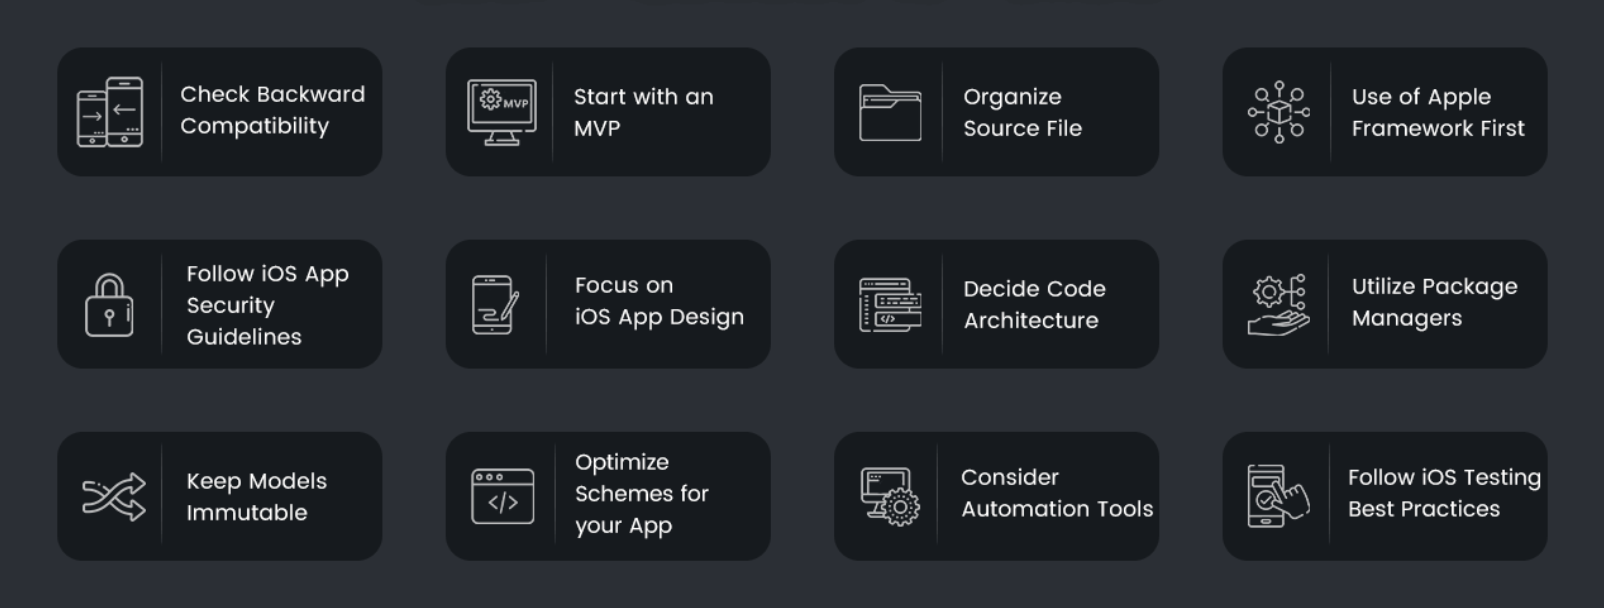 Check Backward
Compatibility
MVP
Start with an
MVP
Organize
Source File
Use of Apple
Framework First
Follow iOS App
Security
Guidelines
Focus on
iOS App Design
</>
Decide Code
Architecture
Utilize Package
Managers
Keep Models
Immutable
</>
Optimize
Schemes for
your App
Consider
Automation Tools
Follow iOS Testing
Best Practices